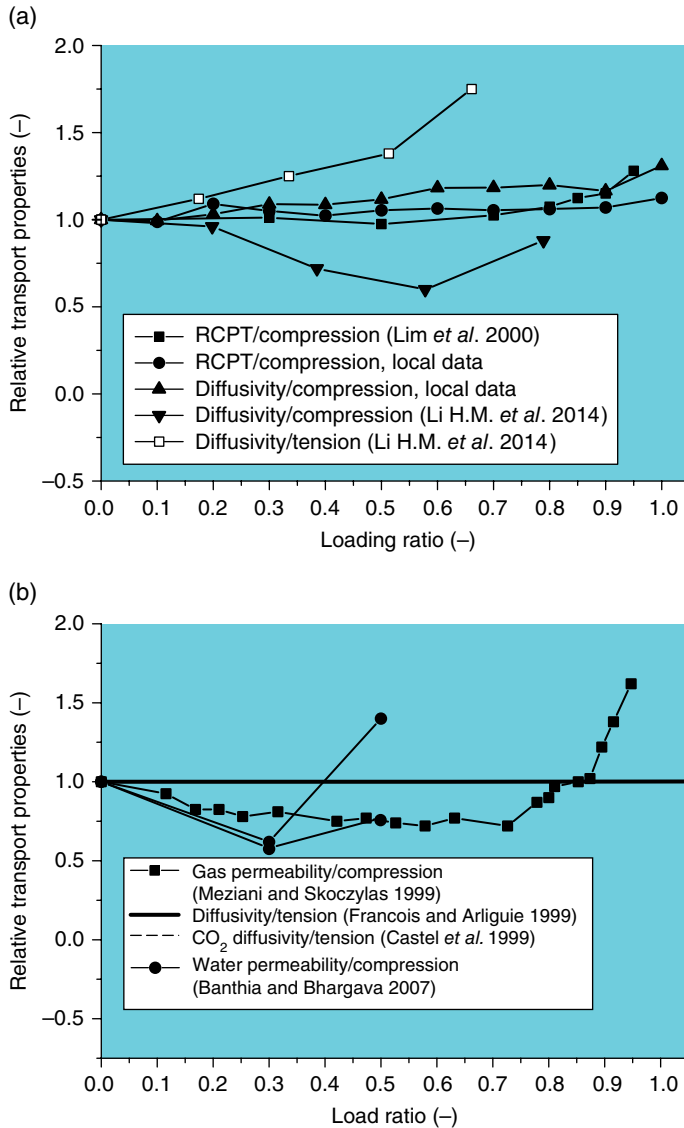 (a)
2.0
1.5
1.0
0.5
0.0
–0.5
Relative transport properties (–)
RCPT/compression (Lim et al. 2000)
RCPT/compression, local data
Diffusivity/compression, local data
Diffusivity/compression (Li H.M. et al. 2014)
Diffusivity/tension (Li H.M. et al. 2014)
0.0 0.1 0.2 0.3 0.4 0.5 0.6 0.7 0.8 0.9 1.0
Loading ratio (–)
(b)
2.0
1.5
1.0
0.5
0.0
–0.5
Relative transport properties (–)
Gas permeability/compression
(Meziani and Skoczylas 1999)
Diffusivity/tension (Francois and Arliguie 1999)
CO2 diffusivity/tension (Castel et al. 1999)
Water permeability/compression
(Banthia and Bhargava 2007)
0.0 0.1 0.2 0.3 0.4 0.5 0.6 0.7 0.8 0.9 1.0
Load ratio (–)